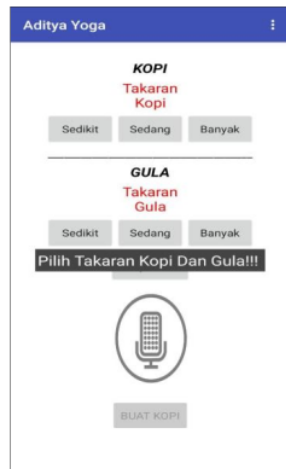 Aditya Yoga
KOPI
Takaran
Kopi
Sedikit Sedang Banyak
GULA
Takaran
Gula
Sedikit Sedang Banyak
Pilih Takaran Kopi Dan Gula!!!
BUAT KOPI